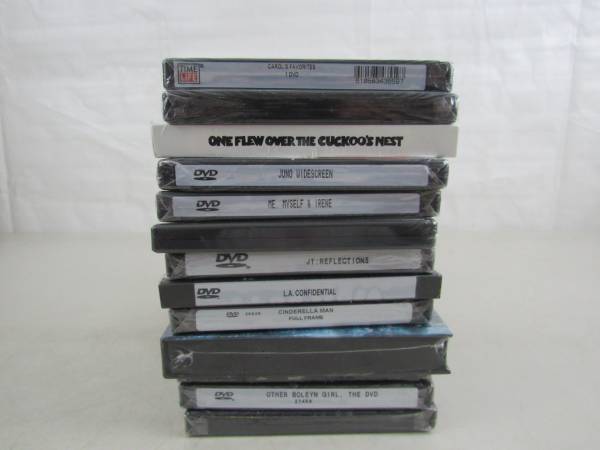 TIME LIFE
CAROL'S FAVORITES
1 DVD
610583636597
ONE FLEW OVER THE CUCKOO'S NEST
DVD JUNO WIDESCREEN
DVD ME, MYSELF & IRENE
DVD JT:REFLECTIONS
DVD L.A. CONFIDENTIAL
DVD CINDERELLA MAN
FULL FRAME
DVD OTHER BOLEYN GIRL, THE DVD